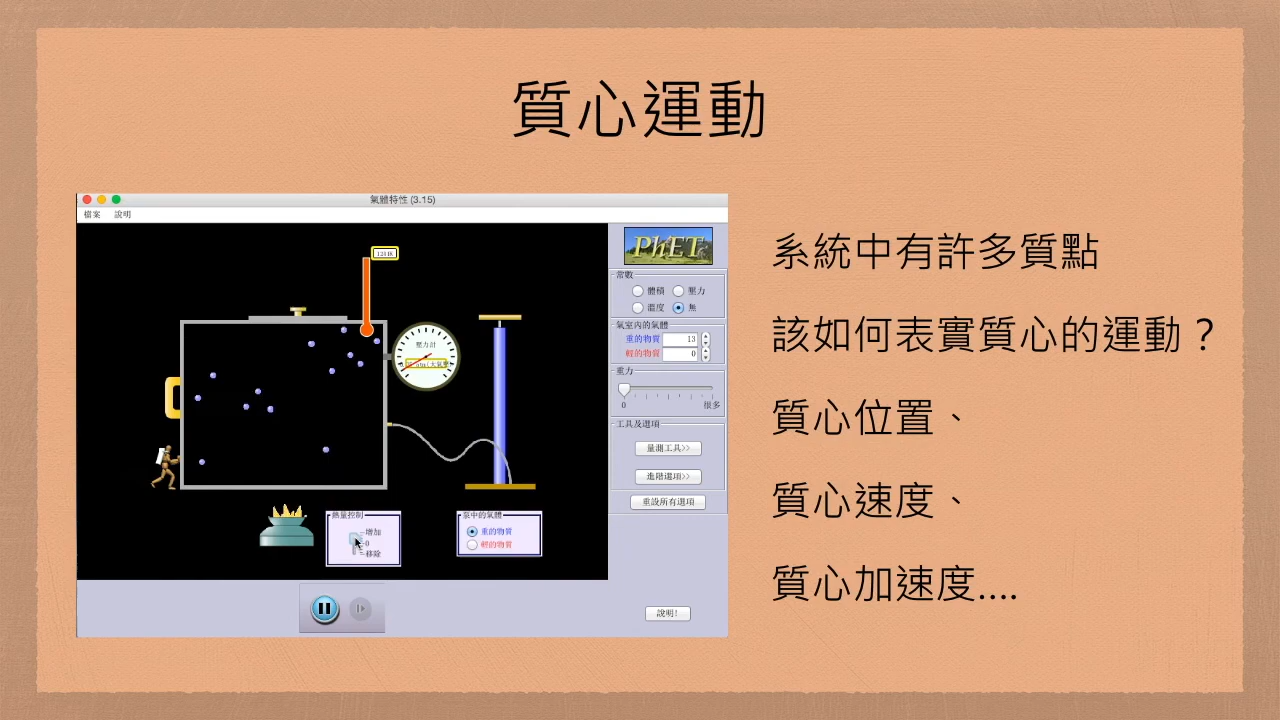 質心運動
氣體特性 (3.15)
檔案 說明
PhET
常數
體積 壓力
溫度 無
氣室內的氣體
重的物質 13
輕的物質 0
重力
0 很多
工具及選項
量測工具>>
進階選項>>
重設所有選項
壓力計
熱量控制
增加
0
移除
泵中的氣體
重的物質
輕的物質
說明!
系統中有許多質點
該如何表實質心的運動？
質心位置、
質心速度、
質心加速度....